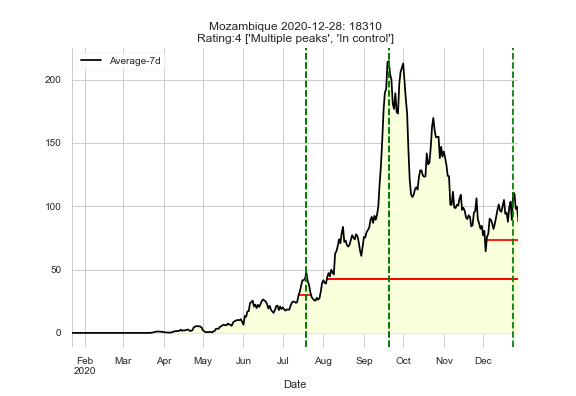 Mozambique 2020-12-28: 18310
Rating:4 ['Multiple peaks', 'In control']
Average-7d
200
150
100
50
0
Feb Mar Apr May Jun Jul Aug Sep Oct Nov Dec
2020
Date